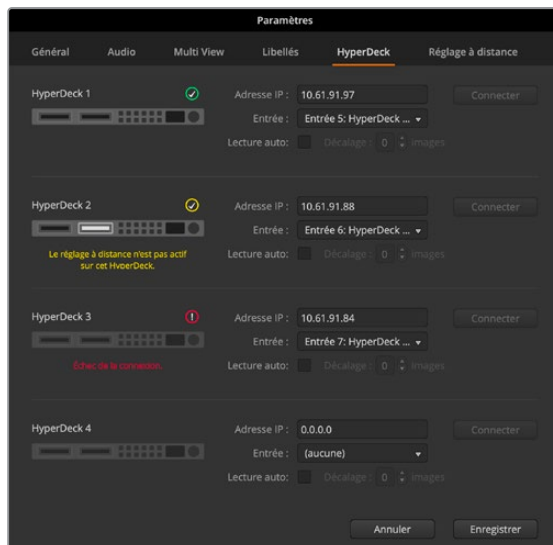 Paramètres
Général Audio Multi View Libellés HyperDeck Réglage à distance
HyperDeck 1 Adresse IP : 10.61.91.97 Connecter
Entrée : Entrée 5: HyperDeck ...
Lecture auto: Décalage : 0 images
HyperDeck 2 Adresse IP : 10.61.91.88 Connecter
Entrée : Entrée 6: HyperDeck ...
Le réglage à distance n'est pas actif
sur cet HyperDeck.
Lecture auto: Décalage : 0 images
HyperDeck 3 Adresse IP : 10.61.91.84 Connecter
Entrée : Entrée 7: HyperDeck ...
Échec de la connexion.
Lecture auto: Décalage : 0 images
HyperDeck 4 Adresse IP : 0.0.0.0 Connecter
Entrée : (aucune)
Lecture auto: Décalage : 0 images
Annuler Enregistrer